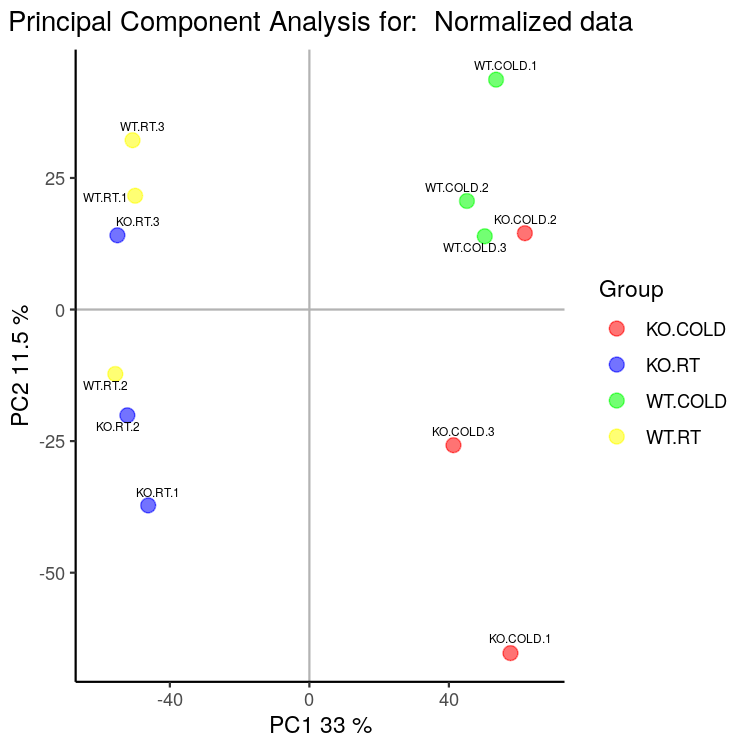 Principal Component Analysis for:  Normalized data
WT.COLD.1
WT.RT.3
25
WT.RT.1
WT.COLD.2
KO.RT.3
KO.COLD.2
WT.COLD.3
Group
0
KO.COLD
KO.RT
WT.COLD
WT.RT
PC2 11.5 %
WT.RT.2
KO.RT.2
KO.COLD.3
-25
KO.RT.1
-50
KO.COLD.1
-40
0
40
PC1 33 %